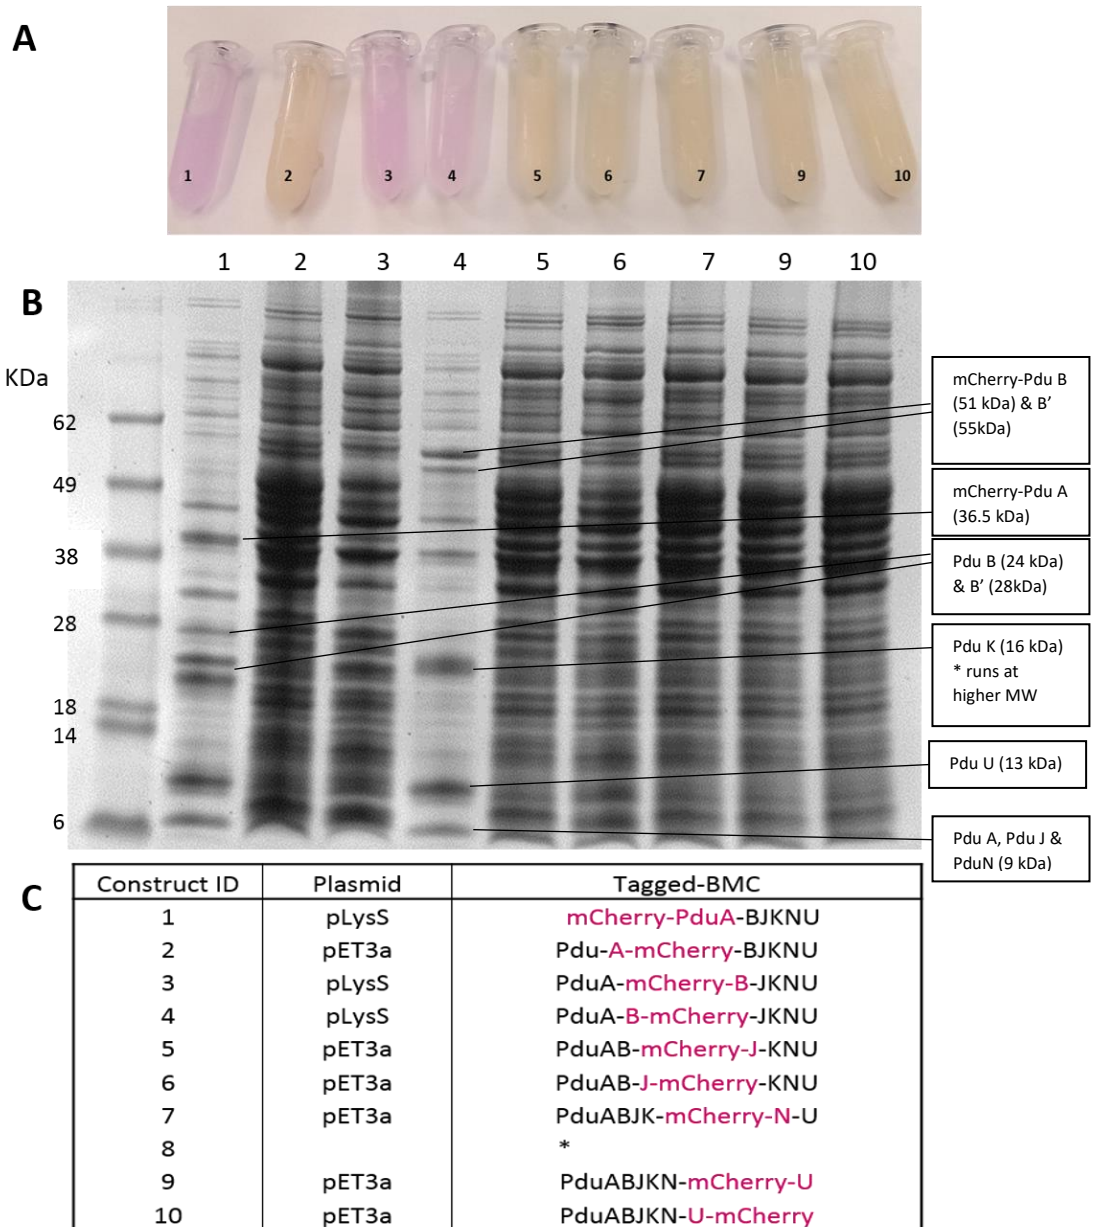 A
1 2 3 4 5 6 7 9 10
1 2 3 4 5 6 7 9 10
B
KDa
62
49
38
28
18
14
6
mCherry-Pdu B
(51 kDa) & B’
(55kDa)
mCherry-Pdu A
(36.5 kDa)
Pdu B (24 kDa)
& B’ (28kDa)
Pdu K (16 kDa)
* runs at
higher MW
Pdu U (13 kDa)
Pdu A, Pdu J &
PduN (9 kDa)
C
Construct ID Plasmid Tagged-BMC
1 pLysS mCherry-PduA-BJKNU
2 pET3a Pdu-A-mCherry-BJKNU
3 pLysS PduA-mCherry-B-JKNU
4 pLysS PduA-B-mCherry-JKNU
5 pET3a PduAB-mCherry-J-KNU
6 pET3a PduAB-J-mCherry-KNU
7 pET3a PduABJK-mCherry-N-U
8 *
9 pET3a PduABJKN-mCherry-U
10 pET3a PduABJKN-U-mCherry